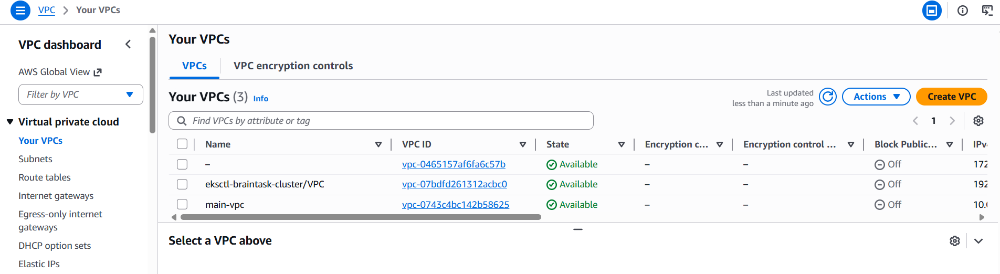 VPC > Your VPCs
VPC dashboard
AWS Global View
Filter by VPC
Virtual private cloud
Your VPCs
Subnets
Route tables
Internet gateways
Egress-only internet
gateways
DHCP option sets
Elastic IPs
Your VPCs
VPCs VPC encryption controls
Your VPCs (3) Info
Last updated
less than a minute ago
Actions
Create VPC
Find VPCs by attribute or tag
1
Name VPC ID State Encryption c... Encryption control ... Block Public... IPv4
– vpc-0465157af6fa6c57b Available – – Off 172
eksctl-braintask-cluster/VPC vpc-07bdfd261312acbc0 Available – – Off 192
main-vpc vpc-0743c4bc142b58625 Available – – Off 10.0
Select a VPC above